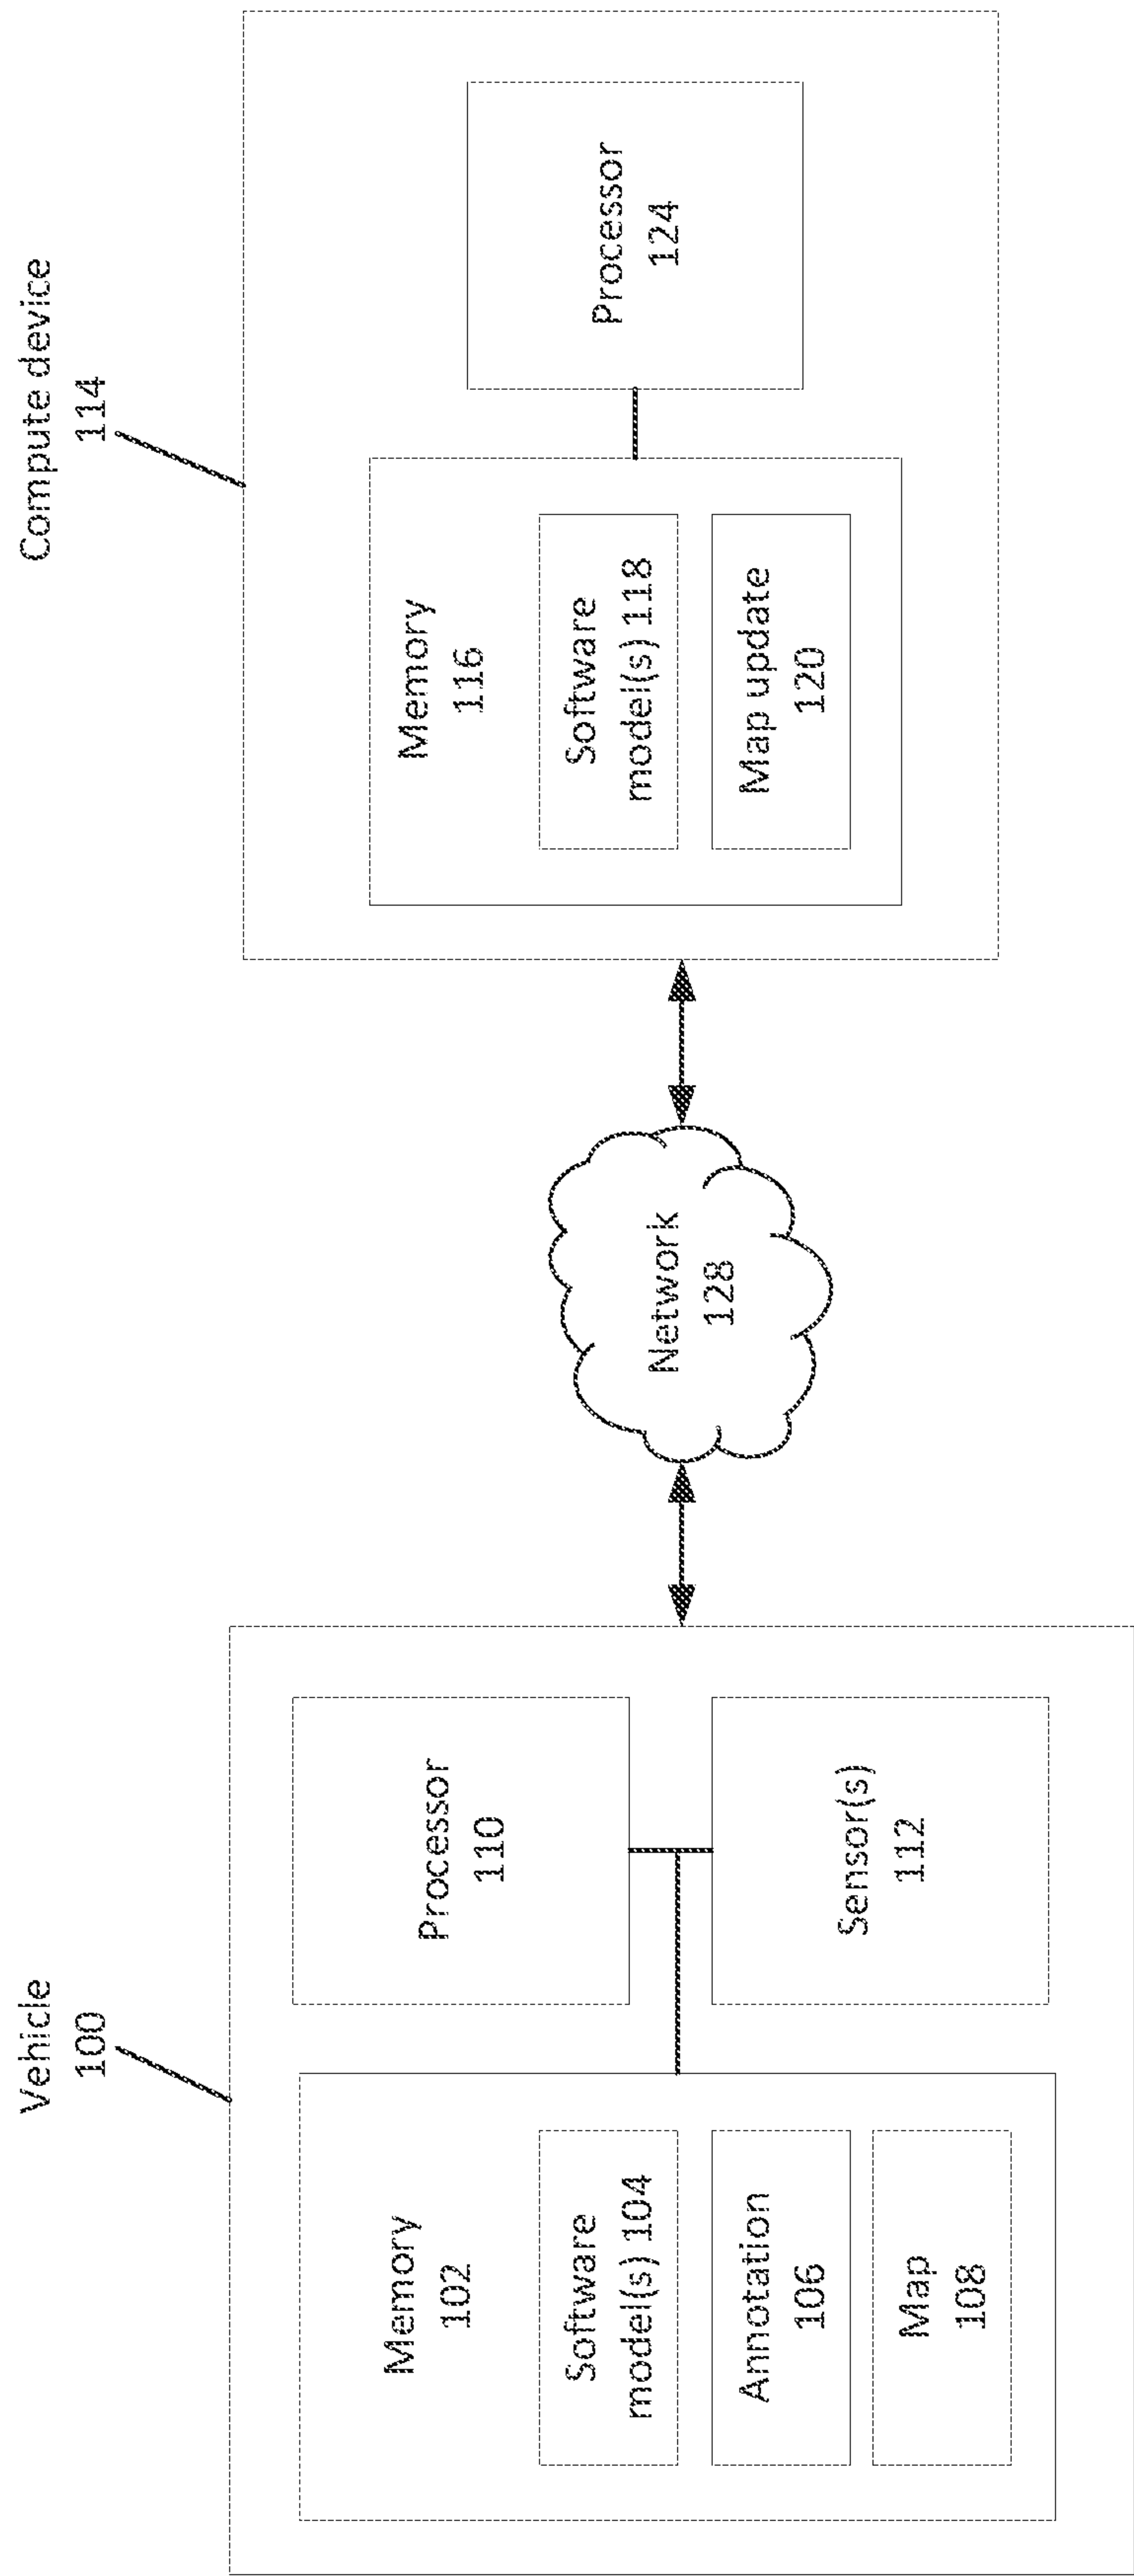 Vehicle
100
Memory
102
Software
model(s) 104
Annotation
106
Map
108
Processor
110
Sensor(s)
112
Network
128
Compute device
114
Memory
116
Software
model(s) 118
Map update
120
Processor
124